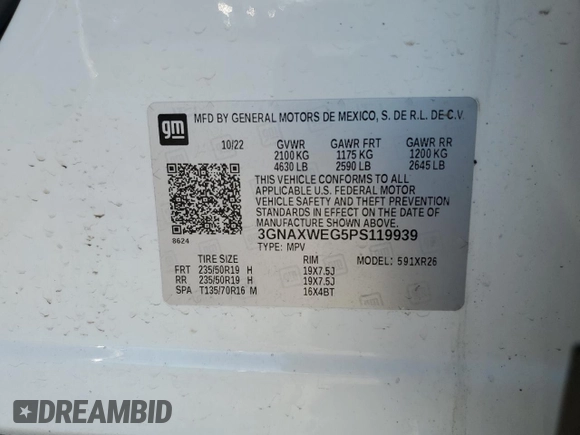 gm
MFD BY GENERAL MOTORS DE MEXICO, S. DE R.L. DE C.V.
10/22 GVWR GAWR FRT GAWR RR
2100 KG 1175 KG 1200 KG
4630 LB 2590 LB 2645 LB
THIS VEHICLE CONFORMS TO ALL
APPLICABLE U.S. FEDERAL MOTOR
VEHICLE SAFETY AND THEFT PREVENTION
STANDARDS IN EFFECT ON THE DATE OF
MANUFACTURE SHOWN ABOVE.
8624 3GNAXWEG5PS119939
TYPE: MPV
TIRE SIZE RIM MODEL: 591XR26
FRT 235/50R19 H 19X7.5J
RR 235/50R19 H 19X7.5J
SPA T135/70R16 M 16X4BT
DREAMBID